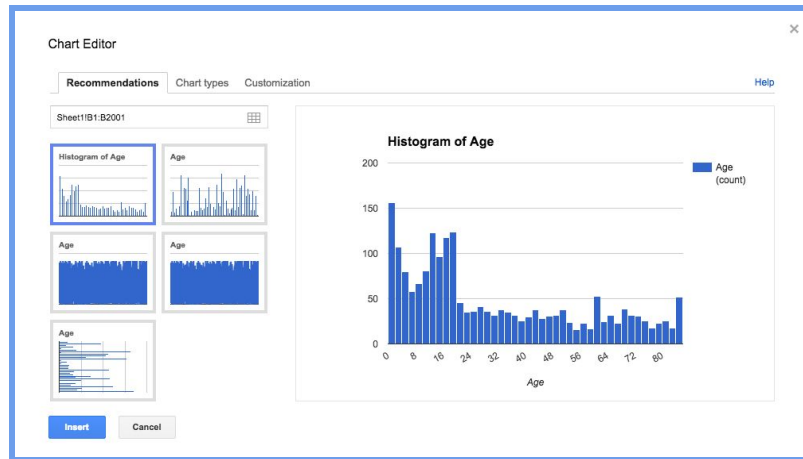 ×
Chart Editor
Recommendations Chart types Customization Help
Sheet1!B1:B2001
Histogram of Age
Age
Age
Age
Age
Insert Cancel
Histogram of Age
200
150
100
50
0
0 8 16 24 32 40 48 56 64 72 80
Age
Age
(count)